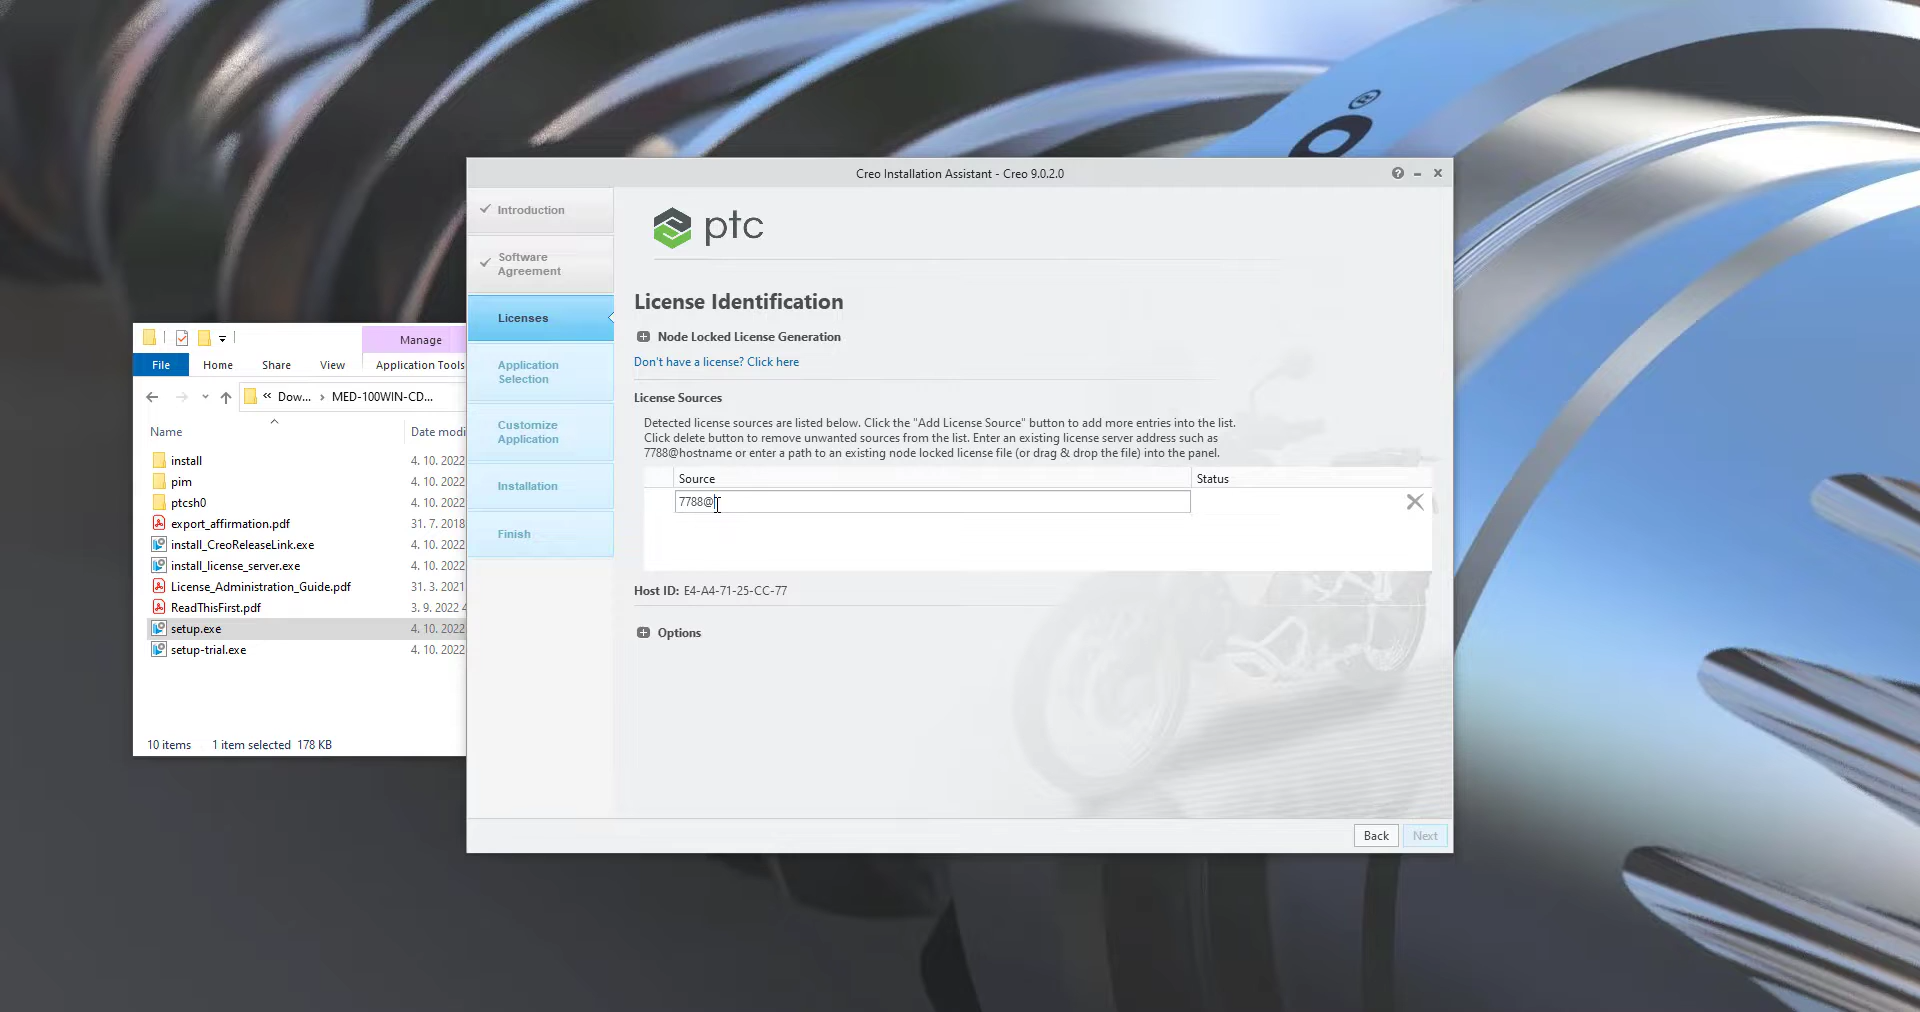 Creo Installation Assistant - Creo 9.0.2.0
Introduction
Software
Agreement
Licenses
Application
Selection
Customize
Application
Installation
Finish
ptc
License Identification
Node Locked License Generation
Don't have a license? Click here
License Sources
Detected license sources are listed below. Click the "Add License Source" button to add more entries into the list.
Click delete button to remove unwanted sources from the list. Enter an existing license server address such as
7788@hostname or enter a path to an existing node locked license file (or drag & drop the file) into the panel.
Source Status
7788@
Host ID: E4-A4-71-25-CC-77
Options
Back Next
Manage
File Home Share View Application Tools
« Dow... › MED-100WIN-CD...
Name Date modi
install 4. 10. 2022
pim 4. 10. 2022
ptcsh0 4. 10. 2022
export_affirmation.pdf 31. 7. 2018
install_CreoReleaseLink.exe 4. 10. 2022
install_license_server.exe 4. 10. 2022
License_Administration_Guide.pdf 31. 3. 2021
ReadThisFirst.pdf 3. 9. 2022 4
setup.exe 4. 10. 2022
setup-trial.exe 4. 10. 2022
10 items 1 item selected 178 KB